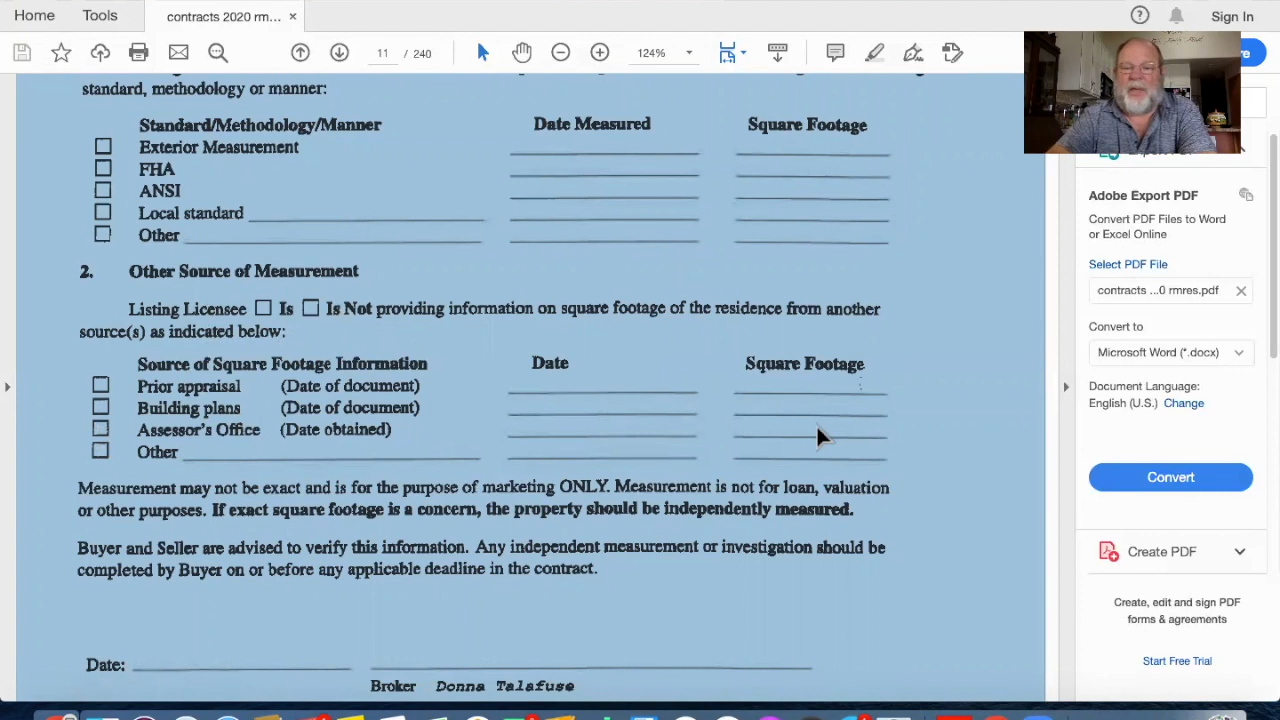 Home Tools contracts 2020 rm... × Sign In
11 / 240 124%
standard, methodology or manner:
Standard/Methodology/Manner Date Measured Square Footage
Exterior Measurement
FHA
ANSI
Local standard
Other
2. Other Source of Measurement
Listing Licensee Is Is Not providing information on square footage of the residence from another
source(s) as indicated below:
Source of Square Footage Information Date Square Footage
Prior appraisal (Date of document)
Building plans (Date of document)
Assessor's Office (Date obtained)
Other
Measurement may not be exact and is for the purpose of marketing ONLY. Measurement is not for loan, valuation
or other purposes. If exact square footage is a concern, the property should be independently measured.
Buyer and Seller are advised to verify this information. Any independent measurement or investigation should be
completed by Buyer on or before any applicable deadline in the contract.
Date:
Broker Donna Talafuse
Adobe Export PDF
Convert PDF Files to Word
or Excel Online
Select PDF File
contracts ...0 rmres.pdf
Convert to
Microsoft Word (*.docx)
Document Language:
English (U.S.) Change
Convert
Create PDF
Create, edit and sign PDF
forms & agreements
Start Free Trial